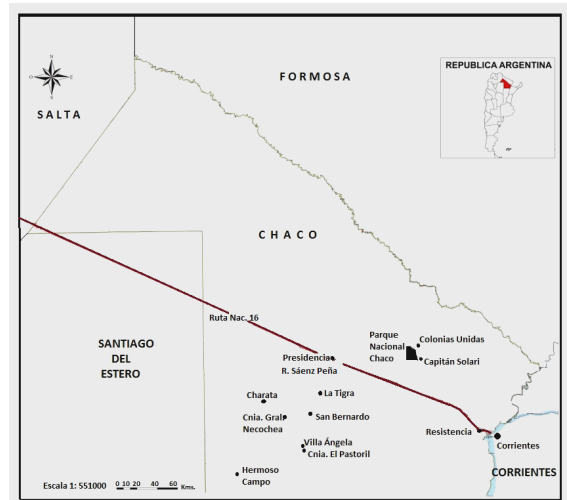 FORMOSA
REPUBLICA ARGENTINA
N
O
E
S
SALTA
CHACO
Ruta Nac. 16
SANTIAGO
DEL
ESTERO
Parque
Nacional
Chaco
Colonias Unidas
Capitán Solari
Presidencia
R. Sáenz Peña
Charata
La Tigra
Cnia. Gral.
Necochea
San Bernardo
Resistencia
Corrientes
Villa Ángela
Cnia. El Pastoril
Hermoso
Campo
CORRIENTES
Escala 1: 551000
0 10 20 40 60 Kms.